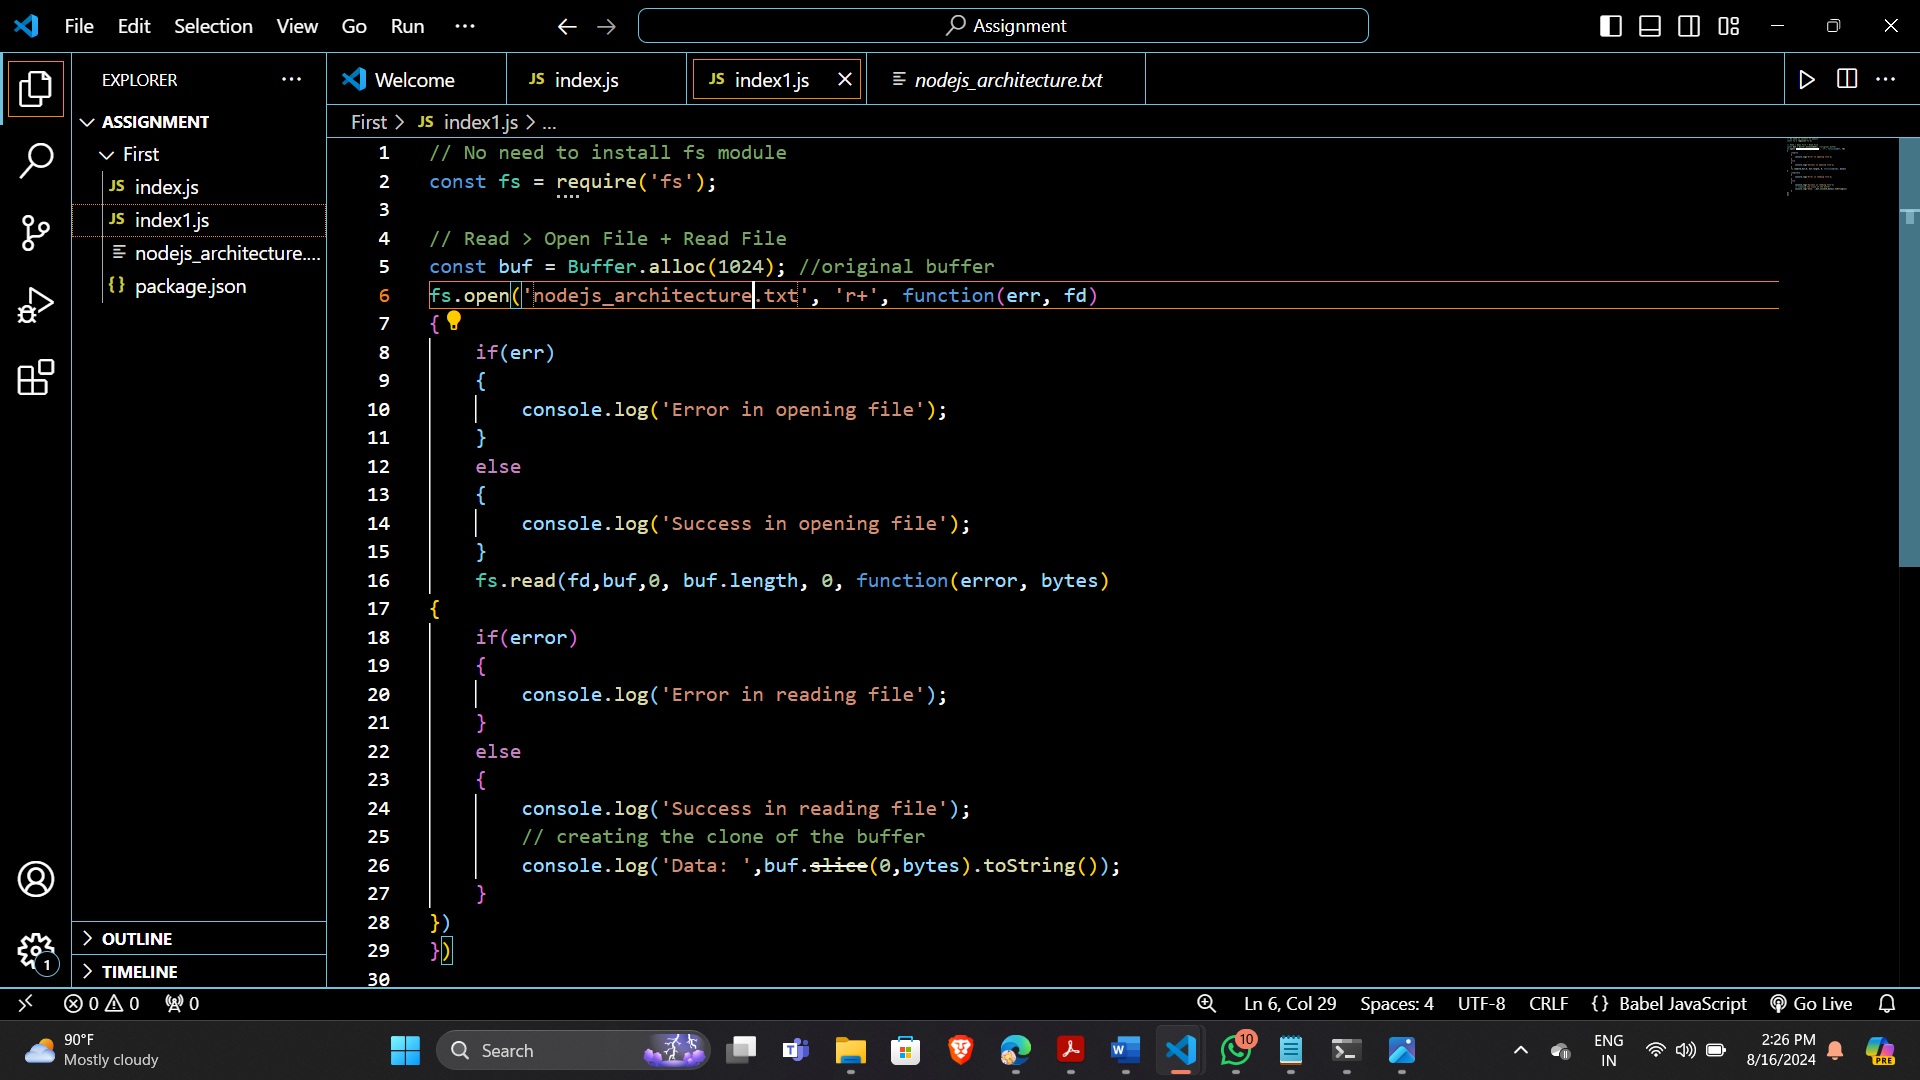 File Edit Selection View Go Run ... Assignment
EXPLORER ...
ASSIGNMENT
First
JS index.js
JS index1.js
nodejs_architecture....
{} package.json
OUTLINE
TIMELINE
Welcome JS index.js JS index1.js nodejs_architecture.txt ...
First > JS index1.js > ...
1 // No need to install fs module
2 const fs = require('fs');
3
4 // Read > Open File + Read File
5 const buf = Buffer.alloc(1024); //original buffer
6 fs.open('nodejs_architecture.txt', 'r+', function(err, fd)
7 {
8 if(err)
9 {
10 console.log('Error in opening file');
11 }
12 else
13 {
14 console.log('Success in opening file');
15 }
16 fs.read(fd,buf,0, buf.length, 0, function(error, bytes)
17 {
18 if(error)
19 {
20 console.log('Error in reading file');
21 }
22 else
23 {
24 console.log('Success in reading file');
25 // creating the clone of the buffer
26 console.log('Data: ',buf.slice(0,bytes).toString());
27 }
28 })
29 })
30
1
0 0 0 Ln 6, Col 29 Spaces: 4 UTF-8 CRLF {} Babel JavaScript Go Live
90°F
Mostly cloudy
Search
10
ENG
IN
2:26 PM
8/16/2024
PRE